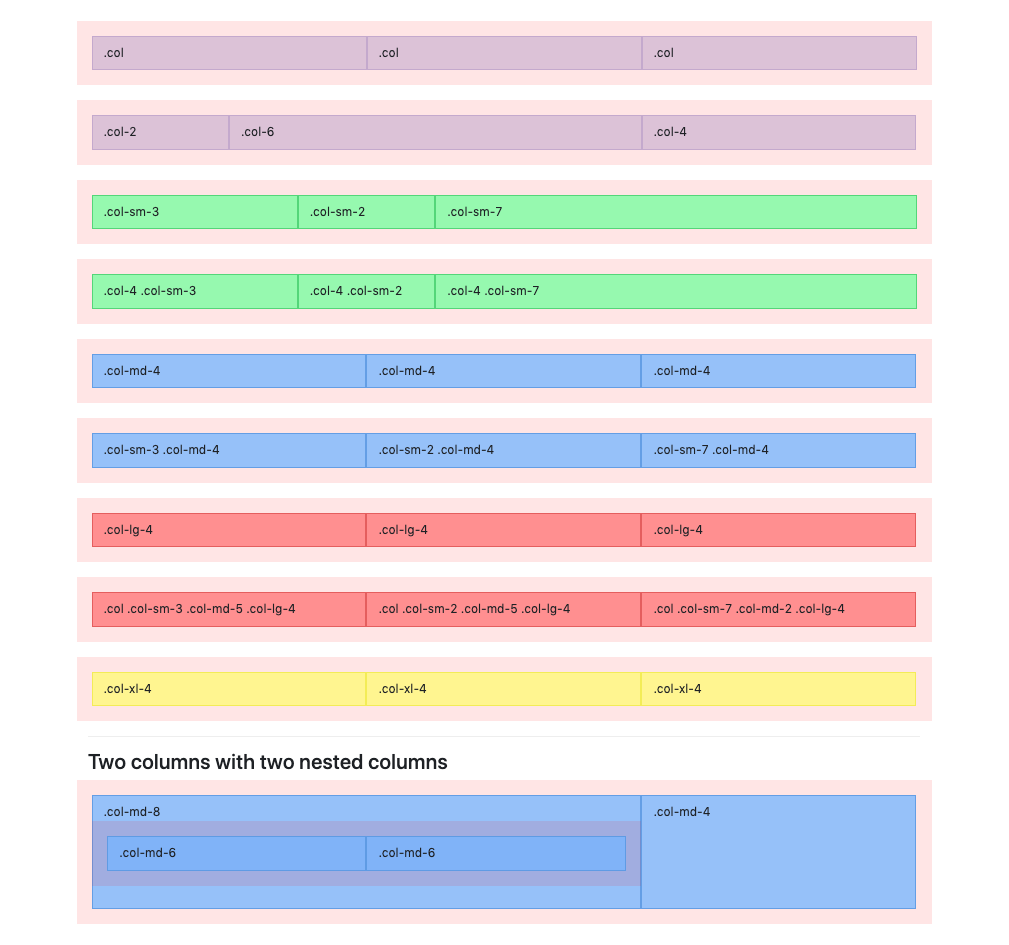 .col .col .col
.col-2 .col-6 .col-4
.col-sm-3 .col-sm-2 .col-sm-7
.col-4 .col-sm-3 .col-4 .col-sm-2 .col-4 .col-sm-7
.col-md-4 .col-md-4 .col-md-4
.col-sm-3 .col-md-4 .col-sm-2 .col-md-4 .col-sm-7 .col-md-4
.col-lg-4 .col-lg-4 .col-lg-4
.col .col-sm-3 .col-md-5 .col-lg-4 .col .col-sm-2 .col-md-5 .col-lg-4 .col .col-sm-7 .col-md-2 .col-lg-4
.col-xl-4 .col-xl-4 .col-xl-4
Two columns with two nested columns
.col-md-8 .col-md-4
.col-md-6 .col-md-6